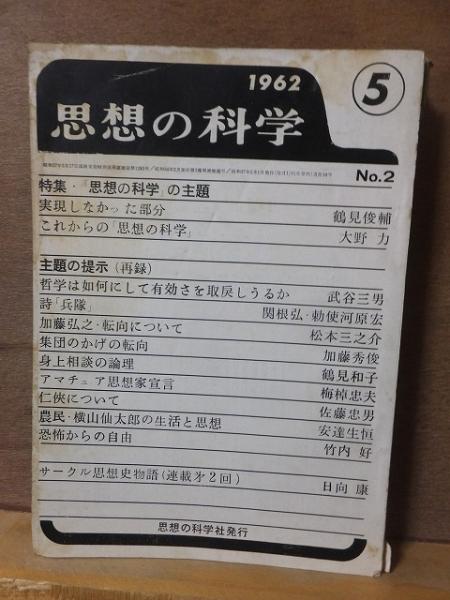 1962
5
思想の科学
No.2
特集・「思想の科学」の主題
実現しなかった部分 鶴見俊輔
これからの「思想の科学」 大野 力
主題の提示(再録)
哲学は如何にして有効さを取戻しうるか 武谷三男
詩「兵隊」 関根弘・勅使河原宏
加藤弘之・転向について 松本三之介
集団のかげの転向 加藤秀俊
身上相談の論理 鶴見和子
アマチュア思想家宣言 梅棹忠夫
仁侠について 佐藤忠男
農民・横山仙太郎の生活と思想 安達生恒
恐怖からの自由 竹内 好
サークル思想史物語(連載才2回) 日向 康
思想の科学社発行